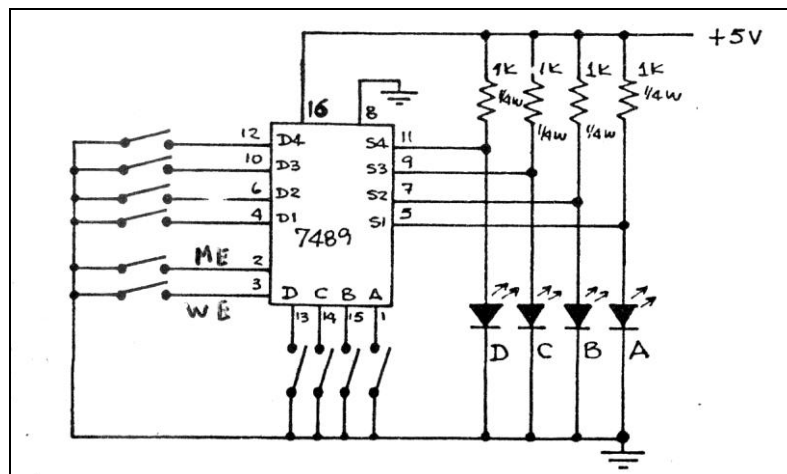 +5V
1K 1K 1K 1K
1/4W 1/4W 1/4W 1/4W
16 8
12 D4 S4 11
10 D3 S3 9
6 D2 S2 7
4 D1 S1 5
7489
ME 2
WE 3
D C B A
13 14 15 1
D C B A